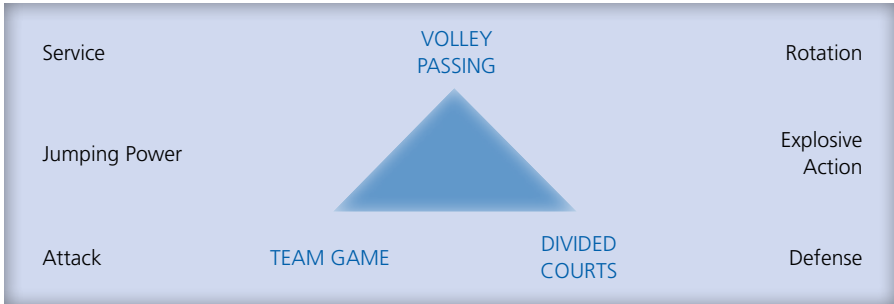 Service
VOLLEY
PASSING
Rotation
Jumping Power
Explosive
Action
Attack
TEAM GAME
DIVIDED
COURTS
Defense